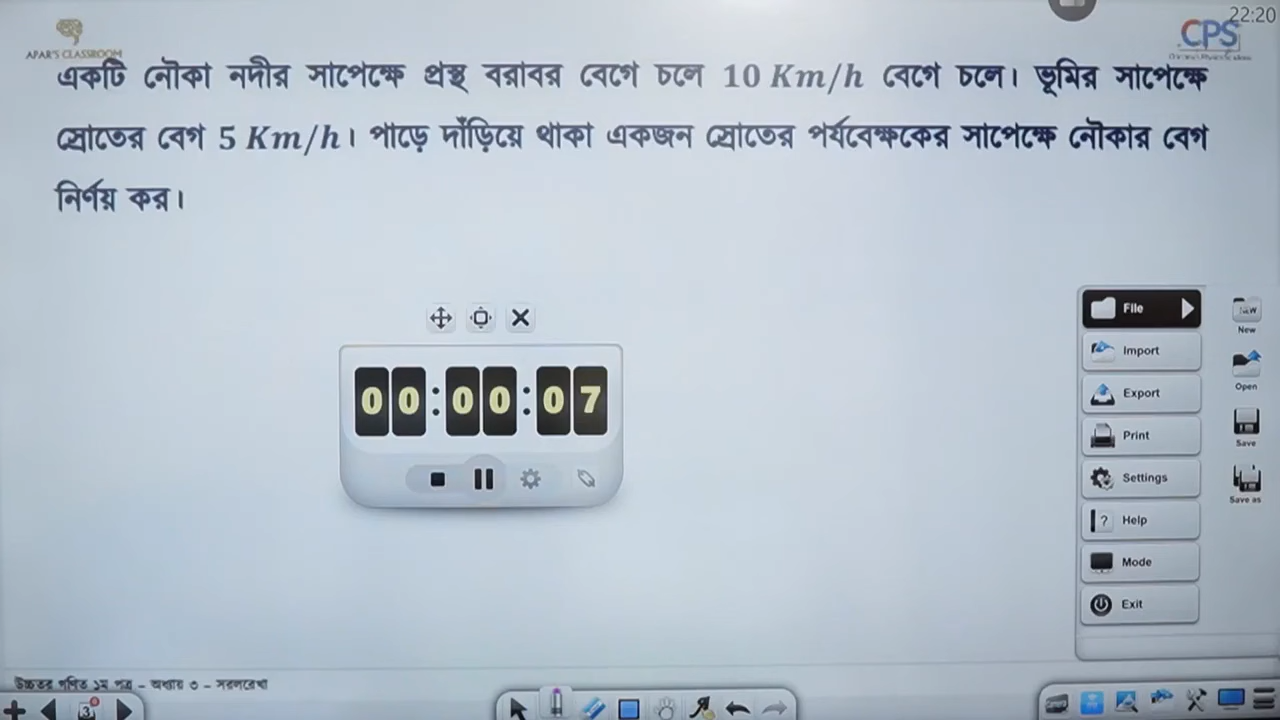 22:20
APAR'S CLASSROOM
CPS
একটি নৌকা নদীর সাপেক্ষে প্রস্থ বরাবর বেগে চলে 10 Km/h বেগে চলে। ভূমির সাপেক্ষে
স্রোতের বেগ 5 Km/h। পাড়ে দাঁড়িয়ে থাকা একজন স্রোতের পর্যবেক্ষকের সাপেক্ষে নৌকার বেগ
নির্ণয় কর।
00:00:07
File
Import
Export
Print
Settings
Help
Mode
Exit
New
Open
Save
Save as
উচ্চতর গণিত ১ম পত্র – অধ্যায় ৩ – সরলরেখা
3